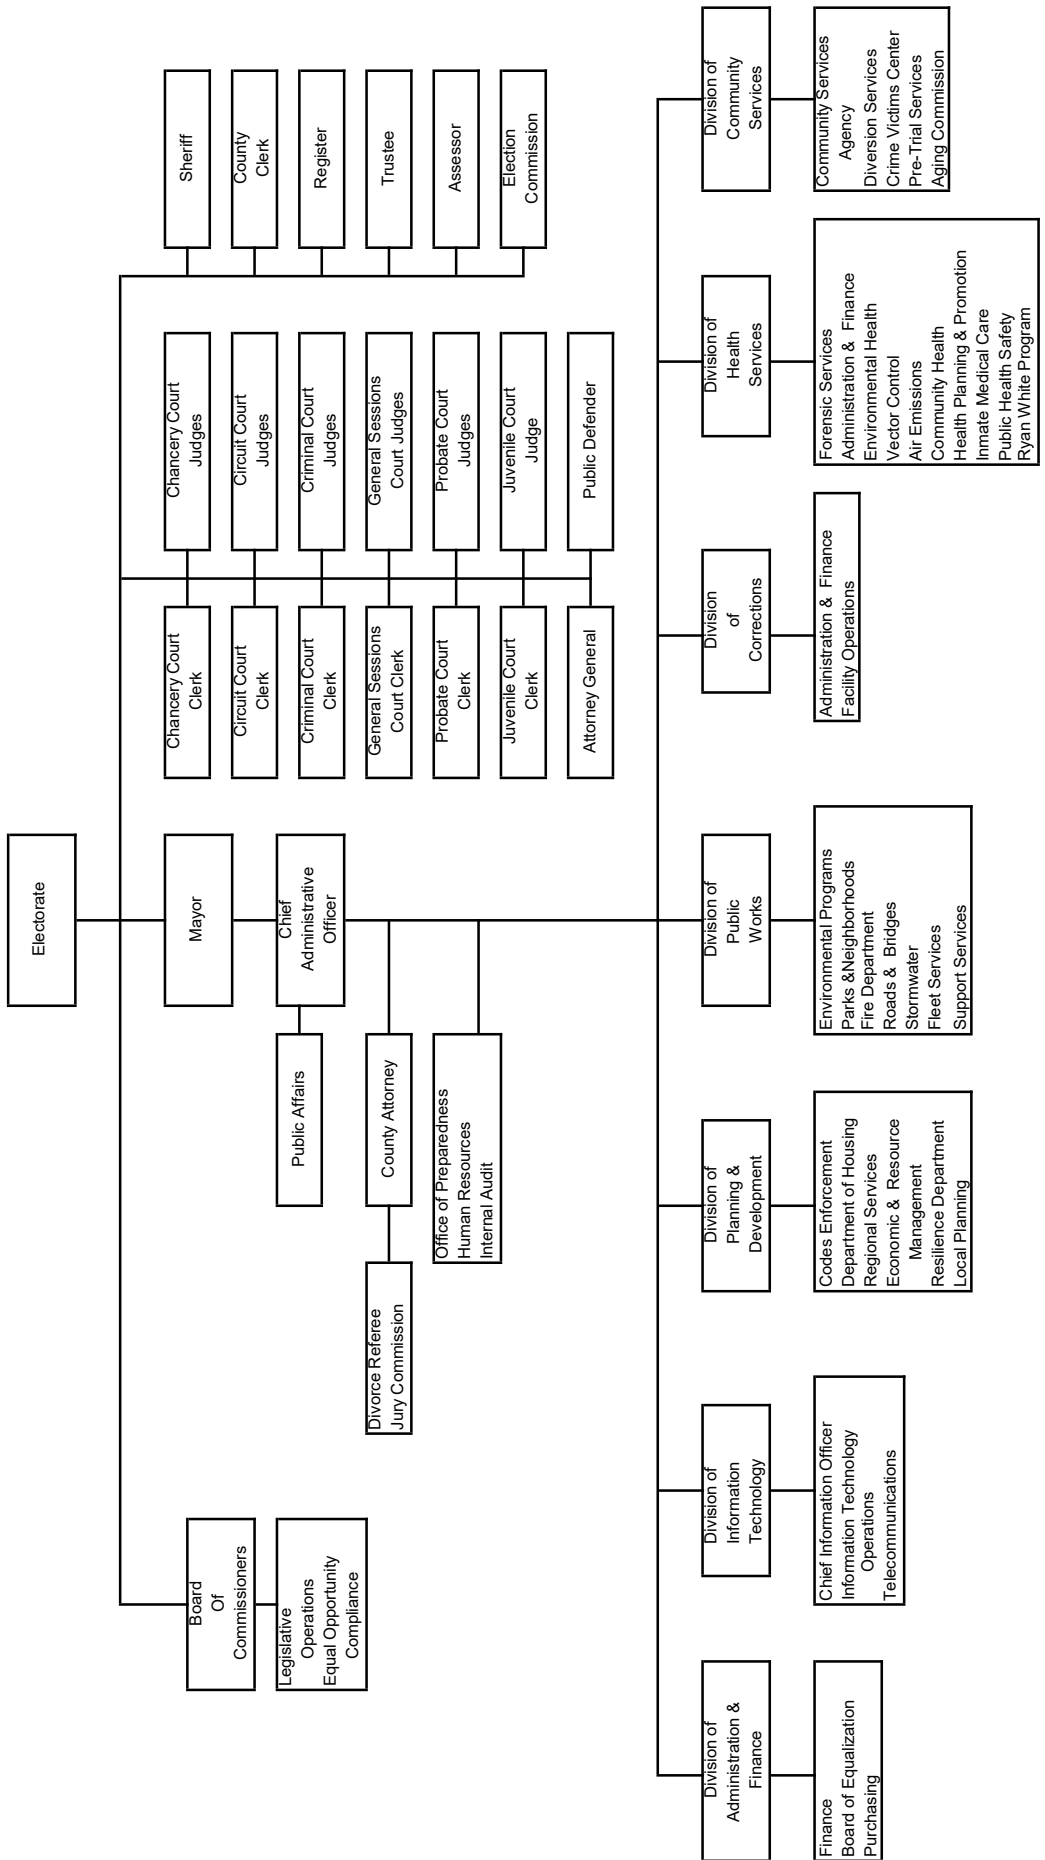 Electorate
Board
Of
Commissioners
Legislative
Operations
Equal Opportunity
Compliance
Mayor
Chief
Administrative
Officer
Public Affairs
County Attorney
Divorce Referee
Jury Commission
Office of Preparedness
Human Resources
Internal Audit
Chancery Court
Clerk
Chancery Court
Judges
Circuit Court
Clerk
Circuit Court
Judges
Criminal Court
Clerk
Criminal Court
Judges
General Sessions
Court Clerk
General Sessions
Court Judges
Probate Court
Clerk
Probate Court
Judges
Juvenile Court
Clerk
Juvenile Court
Judge
Attorney General
Public Defender
Sheriff
County
Clerk
Register
Trustee
Assessor
Election
Commission
Division of
Administration &
Finance
Finance
Board of Equalization
Purchasing
Division of
Information
Technology
Chief Information Officer
Information Technology
Operations
Telecommunications
Division of
Planning &
Development
Codes Enforcement
Department of Housing
Regional Services
Economic & Resource
Management
Resilience Department
Local Planning
Division of
Public
Works
Environmental Programs
Parks &Neighborhoods
Fire Department
Roads & Bridges
Stormwater
Fleet Services
Support Services
Division
of
Corrections
Administration & Finance
Facility Operations
Division of
Health
Services
Forensic Services
Administration & Finance
Environmental Health
Vector Control
Air Emissions
Community Health
Health Planning & Promotion
Inmate Medical Care
Public Health Safety
Ryan White Program
Division of
Community
Services
Community Services
Agency
Diversion Services
Crime Victims Center
Pre-Trial Services
Aging Commission